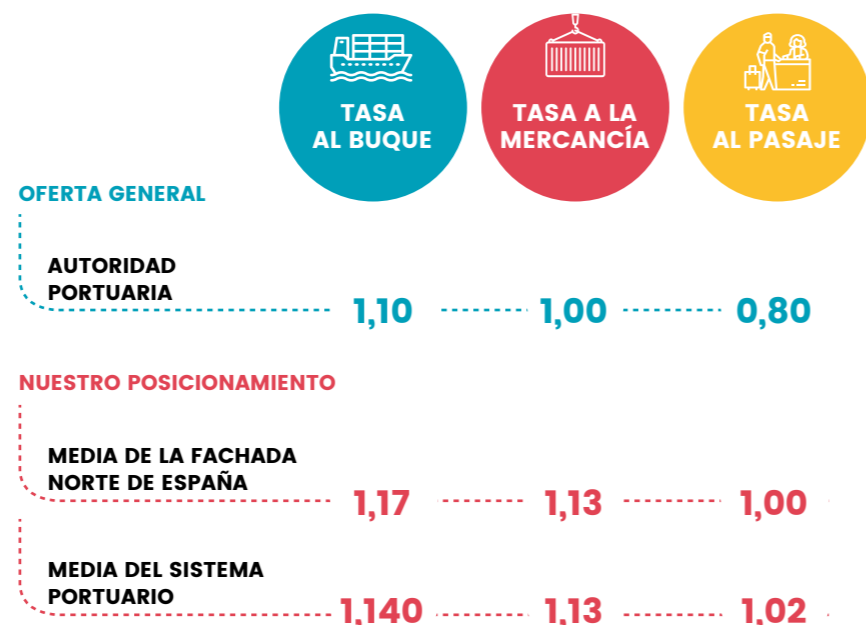 TASA
AL BUQUE
TASA A LA
MERCANCÍA
TASA
AL PASAJE
OFERTA GENERAL
AUTORIDAD
PORTUARIA
1,10 1,00 0,80
NUESTRO POSICIONAMIENTO
MEDIA DE LA FACHADA
NORTE DE ESPAÑA
1,17 1,13 1,00
MEDIA DEL SISTEMA
PORTUARIO
1,140 1,13 1,02